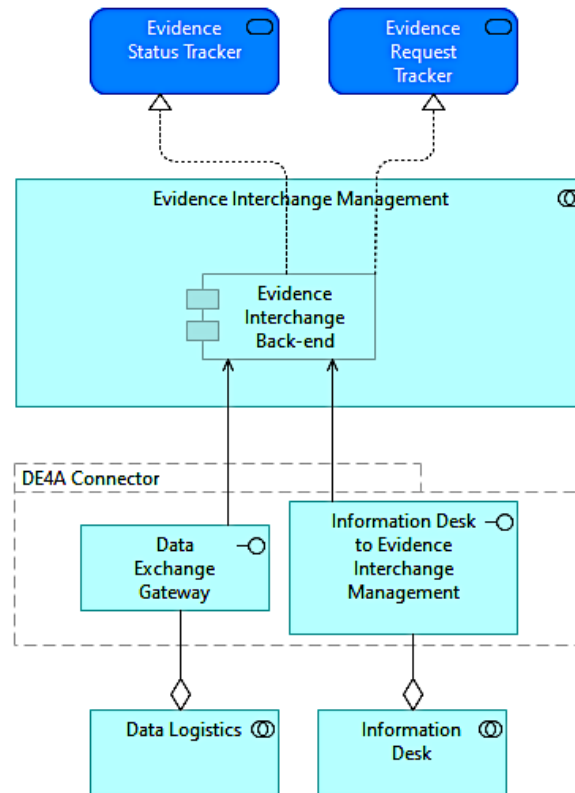 Evidence
Status Tracker
Evidence
Request
Tracker
Evidence Interchange Management
Evidence
Interchange
Back-end
DE4A Connector
Data
Exchange
Gateway
Information Desk
to Evidence
Interchange
Management
Data Logistics
Information
Desk